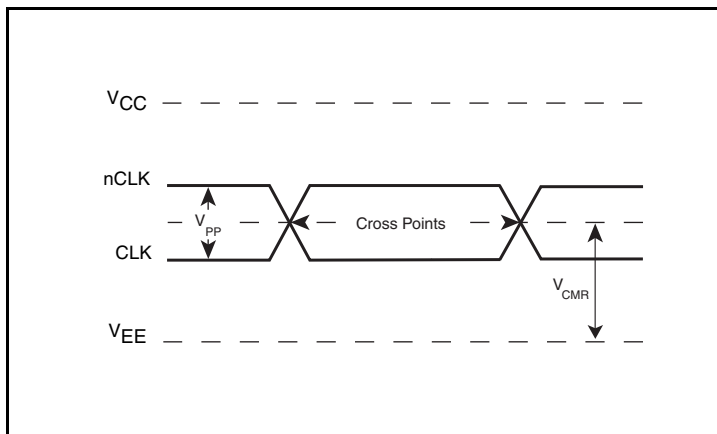 VCC
nCLK
VPP
Cross Points
CLK
VCMR
VEE